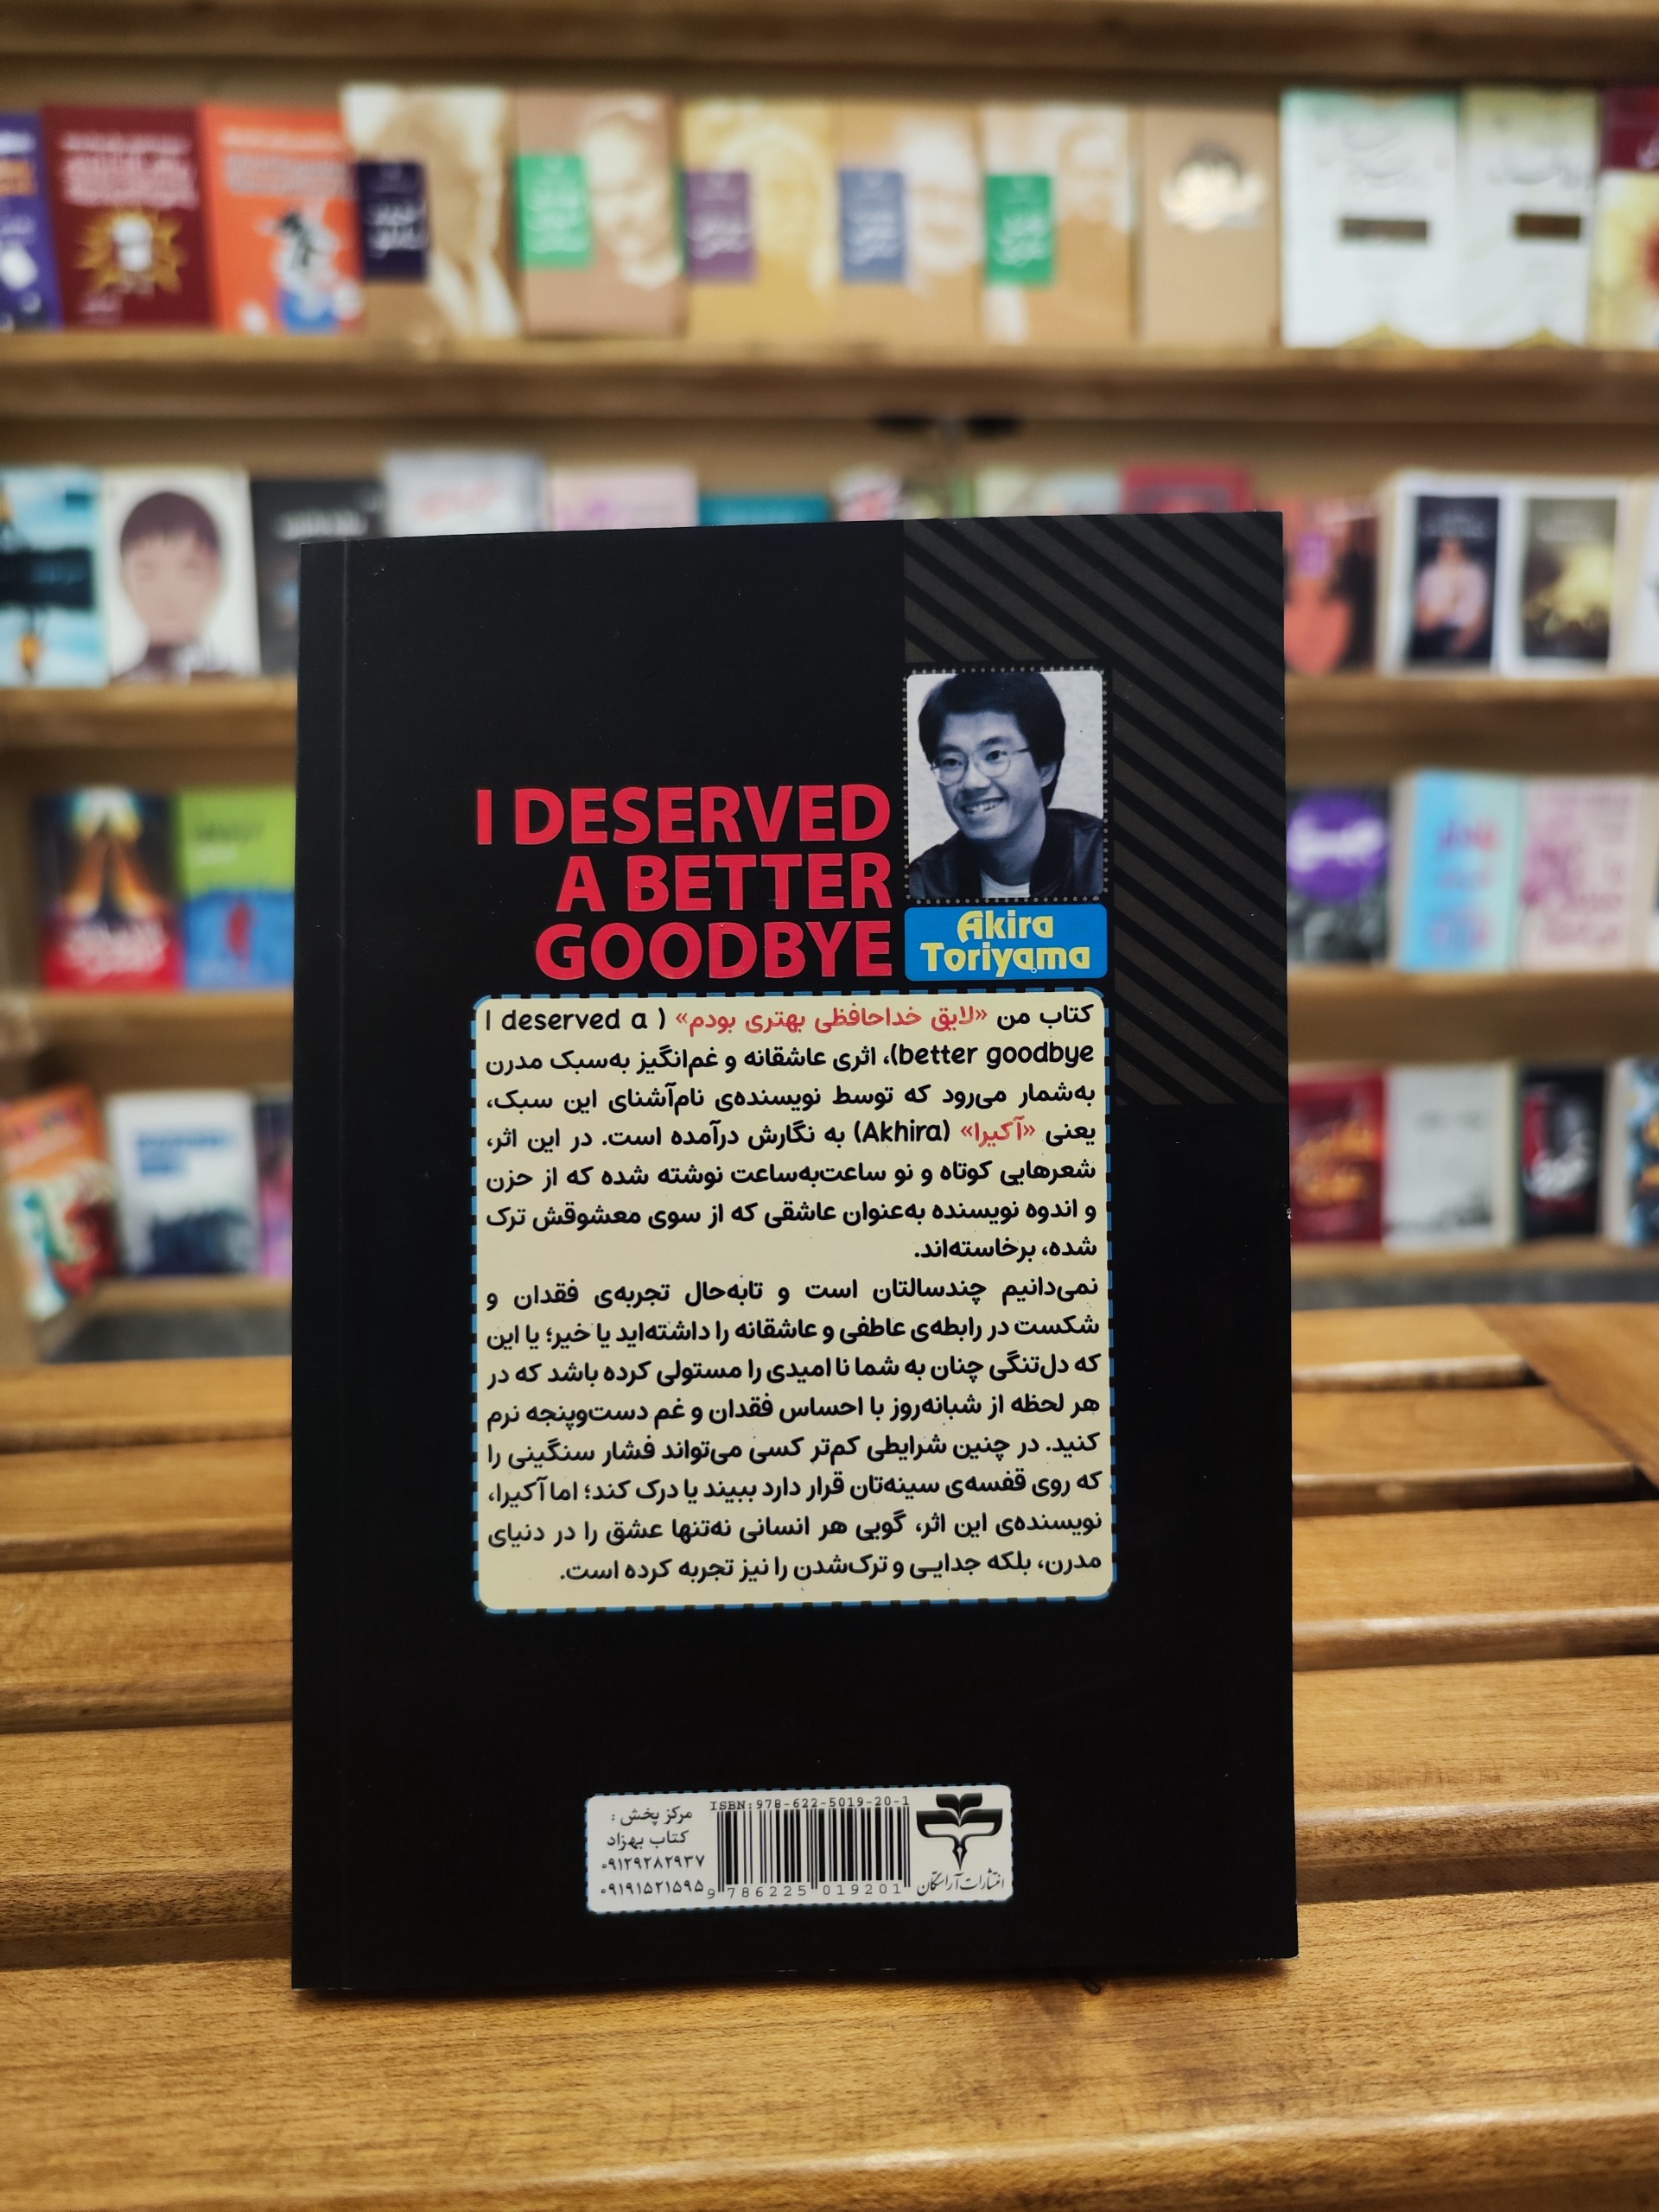 I DESERVED
A BETTER
GOODBYE
Akira
Toriyama
کتاب من «لایق خداحافظی بهتری بودم» ( I deserved a
better goodbye)، اثری عاشقانه و غم‌انگیز به‌سبک مدرن
به‌شمار می‌رود که توسط نویسنده‌ی نام‌آشنای این سبک،
یعنی «آکیرا» (Akhira) به نگارش درآمده است. در این اثر،
شعرهایی کوتاه و نو ساعت‌به‌ساعت نوشته شده که از حزن
و اندوه نویسنده به‌عنوان عاشقی که از سوی معشوقش ترک
شده، برخاسته‌اند.
نمی‌دانیم چندسالتان است و تابه‌حال تجربه‌ی فقدان و
شکست در رابطه‌ی عاطفی و عاشقانه را داشته‌اید یا خیر؛ یا این
که دل‌تنگی چنان به شما نا امیدی را مستولی کرده باشد که در
هر لحظه از شبانه‌روز با احساس فقدان و غم دست‌وپنجه نرم
کنید. در چنین شرایطی کم‌تر کسی می‌تواند فشار سنگینی را
که روی قفسه‌ی سینه‌تان قرار دارد ببیند یا درک کند؛ اما آکیرا،
نویسنده‌ی این اثر، گویی هر انسانی نه‌تنها عشق را در دنیای
مدرن، بلکه جدایی و ترک‌شدن را نیز تجربه کرده است.
ISBN:978-622-5019-20-1
9 786225 019201
انتشارات آراستگان
مرکز پخش :
کتاب بهزاد
۰۹۱۲۹۲۸۲۹۳۷
۰۹۱۹۱۵۲۱۵۹۵